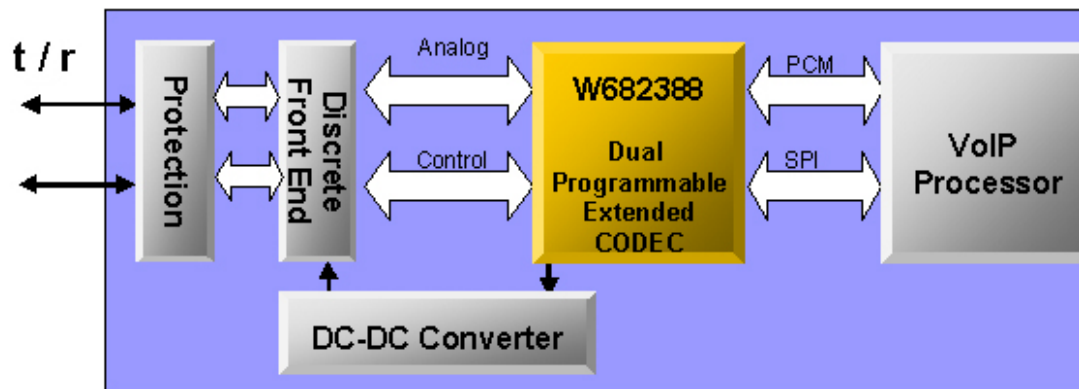 t / r
Protection
Discrete
Front End
Analog
Control
W682388
Dual
Programmable
Extended
CODEC
PCM
SPI
VoIP
Processor
DC-DC Converter